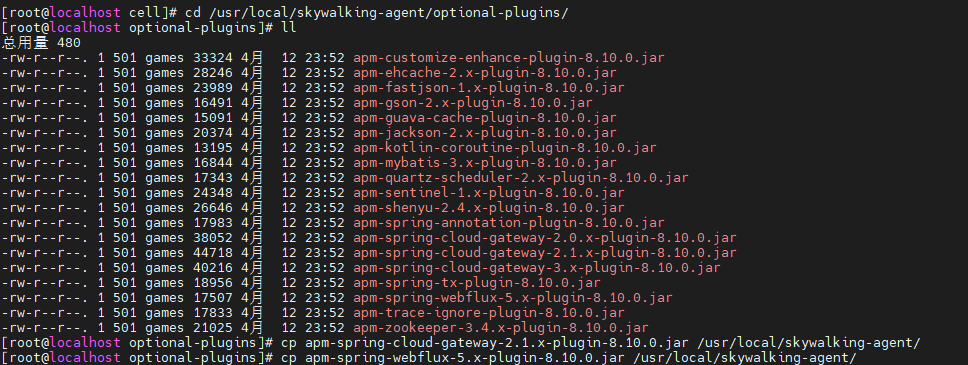 [root@localhost cell]# cd /usr/local/skywalking-agent/optional-plugins/
[root@localhost optional-plugins]# ll
总用量 480
-rw-r--r--. 1 501 games 33324 4月  12 23:52 apm-customize-enhance-plugin-8.10.0.jar
-rw-r--r--. 1 501 games 28246 4月  12 23:52 apm-ehcache-2.x-plugin-8.10.0.jar
-rw-r--r--. 1 501 games 23989 4月  12 23:52 apm-fastjson-1.x-plugin-8.10.0.jar
-rw-r--r--. 1 501 games 16491 4月  12 23:52 apm-gson-2.x-plugin-8.10.0.jar
-rw-r--r--. 1 501 games 15091 4月  12 23:52 apm-guava-cache-plugin-8.10.0.jar
-rw-r--r--. 1 501 games 20374 4月  12 23:52 apm-jackson-2.x-plugin-8.10.0.jar
-rw-r--r--. 1 501 games 13195 4月  12 23:52 apm-kotlin-coroutine-plugin-8.10.0.jar
-rw-r--r--. 1 501 games 16844 4月  12 23:52 apm-mybatis-3.x-plugin-8.10.0.jar
-rw-r--r--. 1 501 games 17343 4月  12 23:52 apm-quartz-scheduler-2.x-plugin-8.10.0.jar
-rw-r--r--. 1 501 games 24348 4月  12 23:52 apm-sentinel-1.x-plugin-8.10.0.jar
-rw-r--r--. 1 501 games 26646 4月  12 23:52 apm-shenyu-2.4.x-plugin-8.10.0.jar
-rw-r--r--. 1 501 games 17983 4月  12 23:52 apm-spring-annotation-plugin-8.10.0.jar
-rw-r--r--. 1 501 games 38052 4月  12 23:52 apm-spring-cloud-gateway-2.0.x-plugin-8.10.0.jar
-rw-r--r--. 1 501 games 44718 4月  12 23:52 apm-spring-cloud-gateway-2.1.x-plugin-8.10.0.jar
-rw-r--r--. 1 501 games 40216 4月  12 23:52 apm-spring-cloud-gateway-3.x-plugin-8.10.0.jar
-rw-r--r--. 1 501 games 18956 4月  12 23:52 apm-spring-tx-plugin-8.10.0.jar
-rw-r--r--. 1 501 games 17507 4月  12 23:52 apm-spring-webflux-5.x-plugin-8.10.0.jar
-rw-r--r--. 1 501 games 17833 4月  12 23:52 apm-trace-ignore-plugin-8.10.0.jar
-rw-r--r--. 1 501 games 21025 4月  12 23:52 apm-zookeeper-3.4.x-plugin-8.10.0.jar
[root@localhost optional-plugins]# cp apm-spring-cloud-gateway-2.1.x-plugin-8.10.0.jar /usr/local/skywalking-agent/
[root@localhost optional-plugins]# cp apm-spring-webflux-5.x-plugin-8.10.0.jar /usr/local/skywalking-agent/